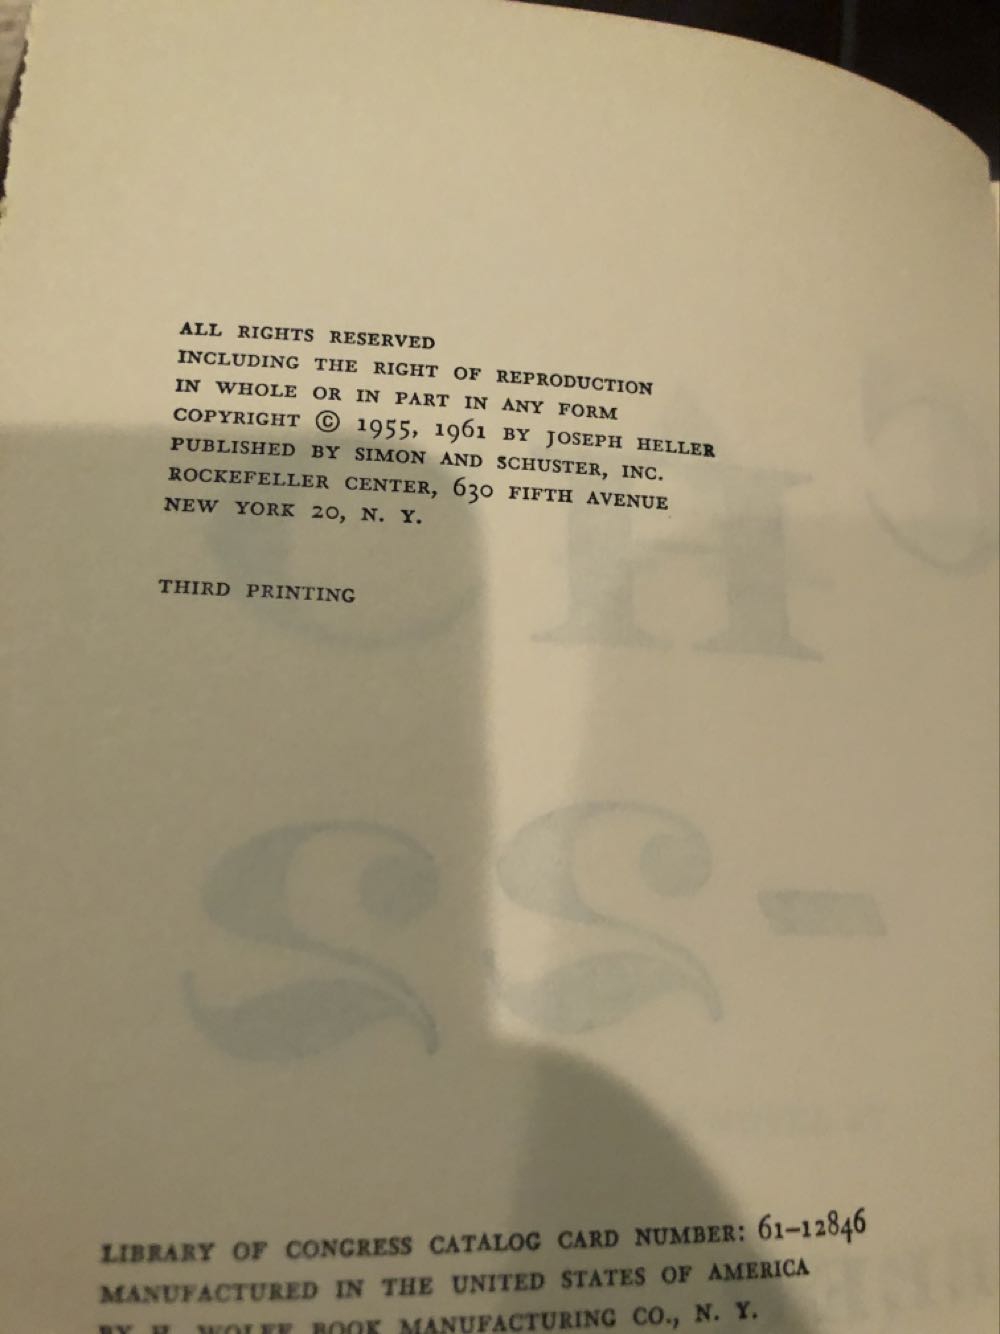 ALL RIGHTS RESERVED
INCLUDING THE RIGHT OF REPRODUCTION
IN WHOLE OR IN PART IN ANY FORM
COPYRIGHT © 1955, 1961 BY JOSEPH HELLER
PUBLISHED BY SIMON AND SCHUSTER, INC.
ROCKEFELLER CENTER, 630 FIFTH AVENUE
NEW YORK 20, N. Y.
THIRD PRINTING
LIBRARY OF CONGRESS CATALOG CARD NUMBER: 61–12846
MANUFACTURED IN THE UNITED STATES OF AMERICA
BY H. WOLFF BOOK MANUFACTURING CO., N. Y.